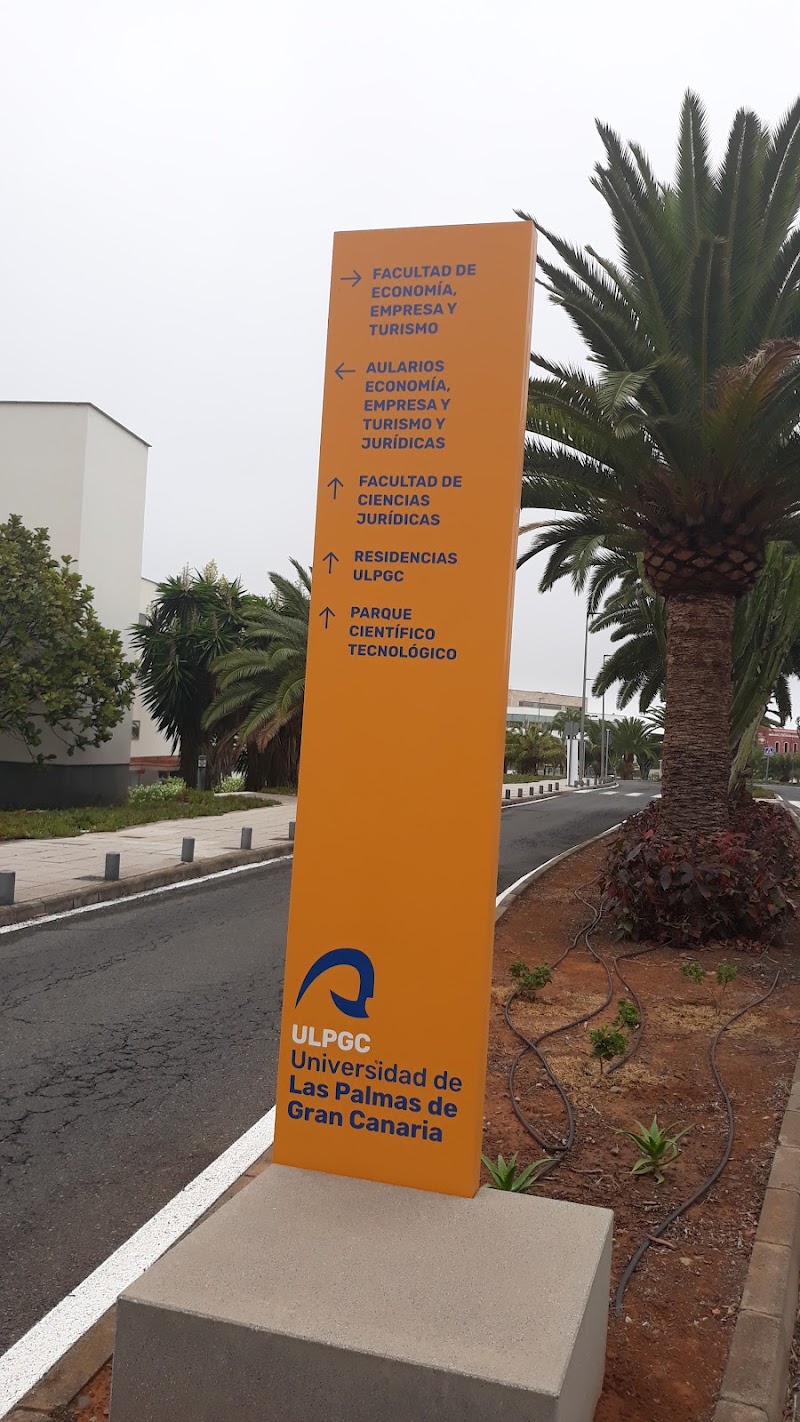 → FACULTAD DE
ECONOMÍA,
EMPRESA Y
TURISMO
← AULARIOS
ECONOMÍA,
EMPRESA Y
TURISMO Y
JURÍDICAS
↑ FACULTAD DE
CIENCIAS
JURÍDICAS
↑ RESIDENCIAS
ULPGC
↑ PARQUE
CIENTÍFICO
TECNOLÓGICO
ULPGC
Universidad de
Las Palmas de
Gran Canaria